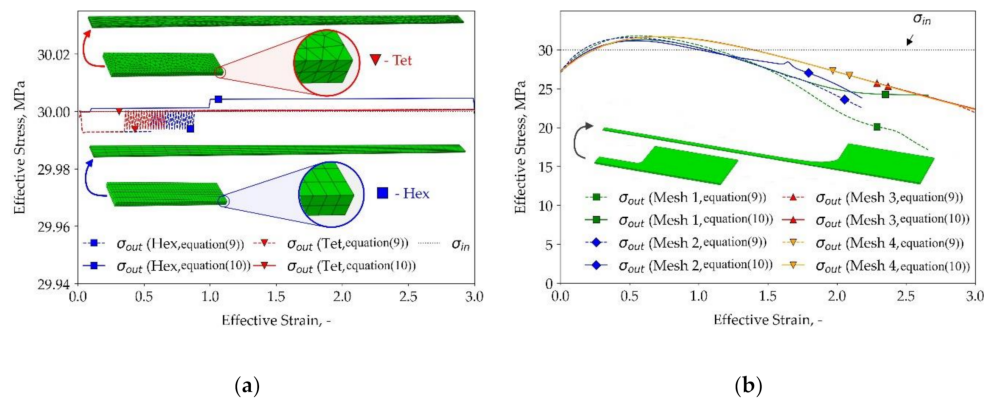 30.02
30.00
29.98
29.96
29.94
Effective Stress, MPa
- Tet
- Hex
σout (Hex,equation(9))
σout (Tet,equation(9))
σin
σout (Hex,equation(10))
σout (Tet,equation(10))
0.0 0.5 1.0 1.5 2.0 2.5 3.0
Effective Strain, -
(a)
35
30
25
20
15
10
5
0
Effective Stress, MPa
σin
σout (Mesh 1,equation(9))
σout (Mesh 3,equation(9))
σout (Mesh 1,equation(10))
σout (Mesh 3,equation(10))
σout (Mesh 2,equation(9))
σout (Mesh 4,equation(9))
σout (Mesh 2,equation(10))
σout (Mesh 4,equation(10))
0.0 0.5 1.0 1.5 2.0 2.5 3.0
Effective Strain, -
(b)